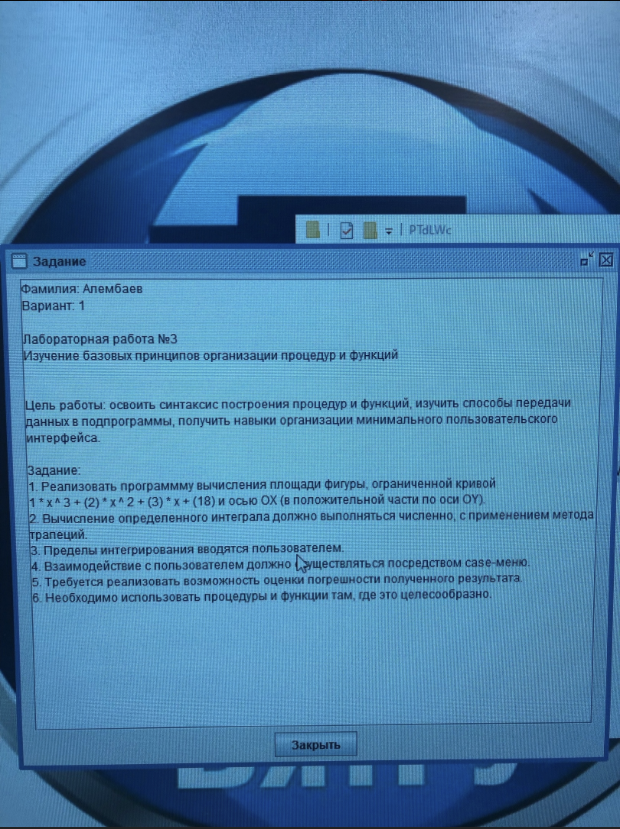 PTdLWc
Задание
Фамилия: Алембаев
Вариант: 1
Лабораторная работа №3
Изучение базовых принципов организации процедур и функций
Цель работы: освоить синтаксис построения процедур и функций, изучить способы передачи
данных в подпрограммы, получить навыки организации минимального пользовательского
интерфейса.
Задание:
1. Реализовать программму вычисления площади фигуры, ограниченной кривой
1 * x ^ 3 + (2) * x ^ 2 + (3) * x + (18) и осью OX (в положительной части по оси OY).
2. Вычисление определенного интеграла должно выполняться численно, с применением метода
трапеций.
3. Пределы интегрирования вводятся пользователем.
4. Взаимодействие с пользователем должно осуществляться посредством case-меню.
5. Требуется реализовать возможность оценки погрешности полученного результата.
6. Необходимо использовать процедуры и функции там, где это целесообразно.
Закрыть